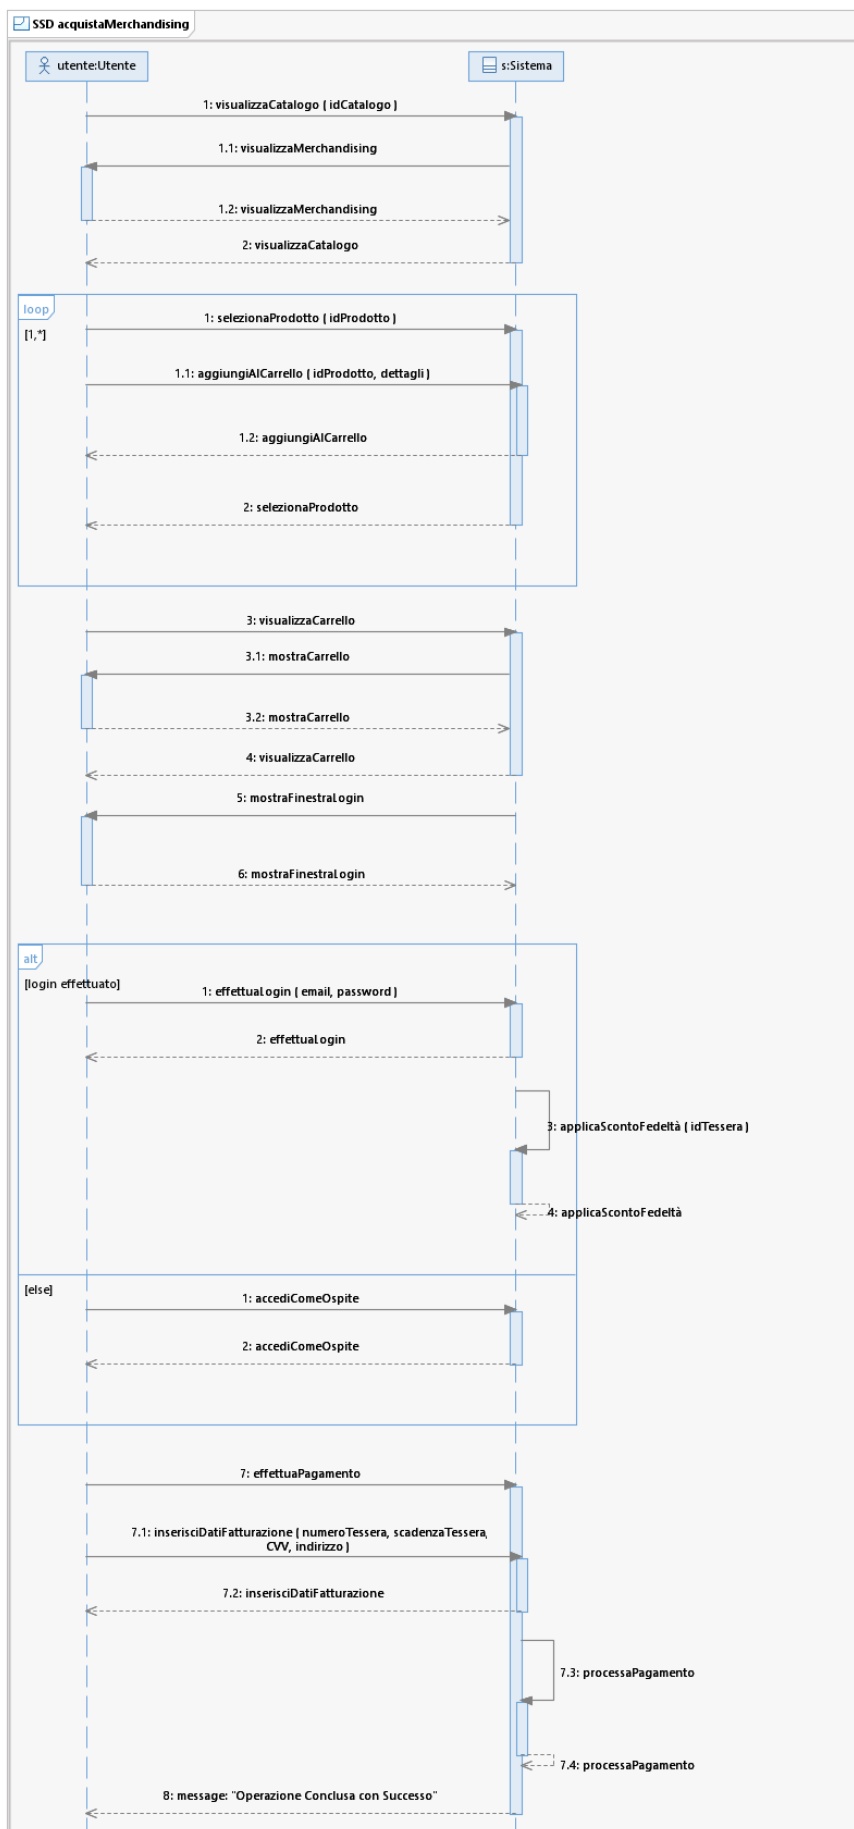 SSD acquistaMerchandising
utente:Utente
s:Sistema
1: visualizzaCatalogo ( idCatalogo )
1.1: visualizzaMerchandising
1.2: visualizzaMerchandising
2: visualizzaCatalogo
loop
[1,*]
1: selezionaProdotto ( idProdotto )
1.1: aggiungiAlCarrello ( idProdotto, dettagli )
1.2: aggiungiAlCarrello
2: selezionaProdotto
3: visualizzaCarrello
3.1: mostraCarrello
3.2: mostraCarrello
4: visualizzaCarrello
5: mostraFinestraLogin
6: mostraFinestraLogin
alt
[login effettuato]
1: effettuaLogin ( email, password )
2: effettuaLogin
3: applicaScontoFedeltà ( idTessera )
4: applicaScontoFedeltà
[else]
1: accediComeOspite
2: accediComeOspite
7: effettuaPagamento
7.1: inserisciDatiFatturazione ( numeroTessera, scadenzaTessera,
CVV, indirizzo )
7.2: inserisciDatiFatturazione
7.3: processaPagamento
7.4: processaPagamento
8: message: "Operazione Conclusa con Successo"